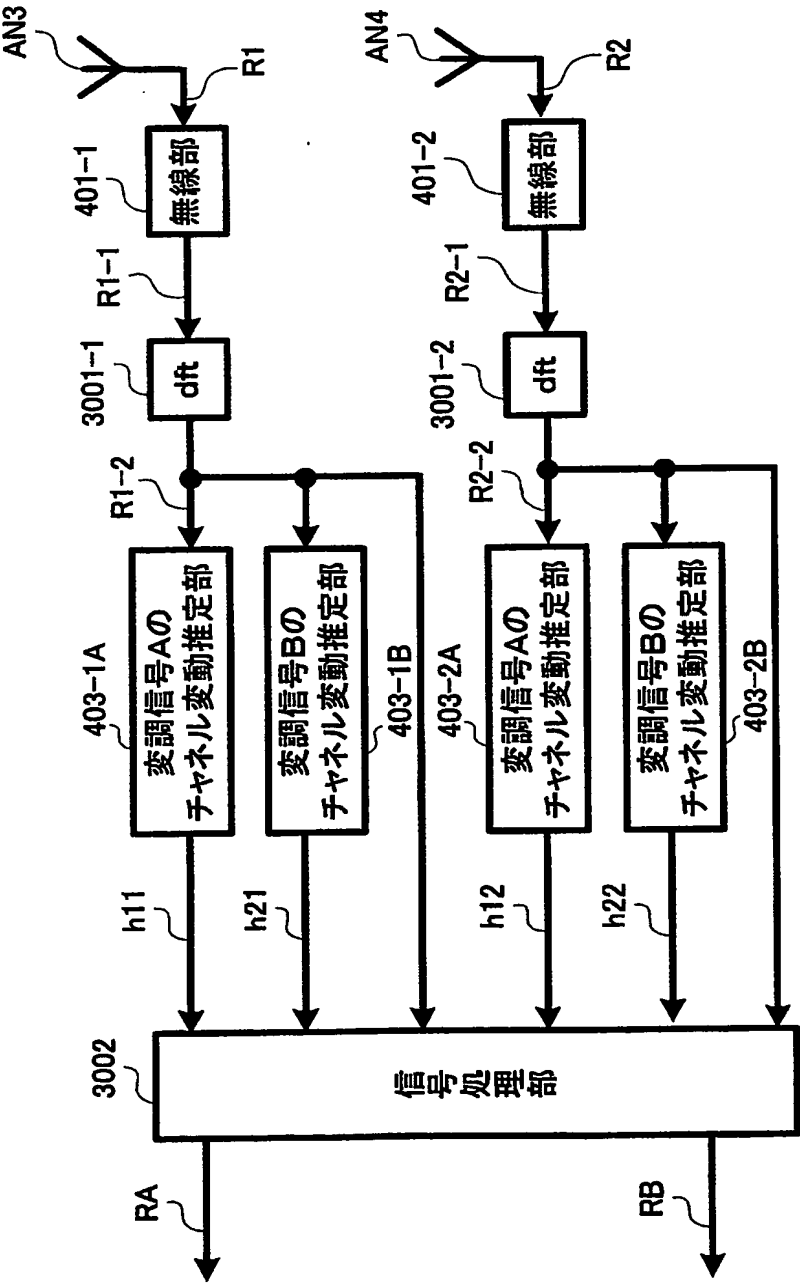 AN3
R1
401-1
無線部
R1-1
3001-1
dft
R1-2
403-1A
変調信号Aの
チャネル変動推定部
変調信号Bの
チャネル変動推定部
403-1B
h11
h21
AN4
R2
401-2
無線部
R2-1
3001-2
dft
R2-2
403-2A
変調信号Aの
チャネル変動推定部
変調信号Bの
チャネル変動推定部
403-2B
h12
h22
3002
信号処理部
RA
RB